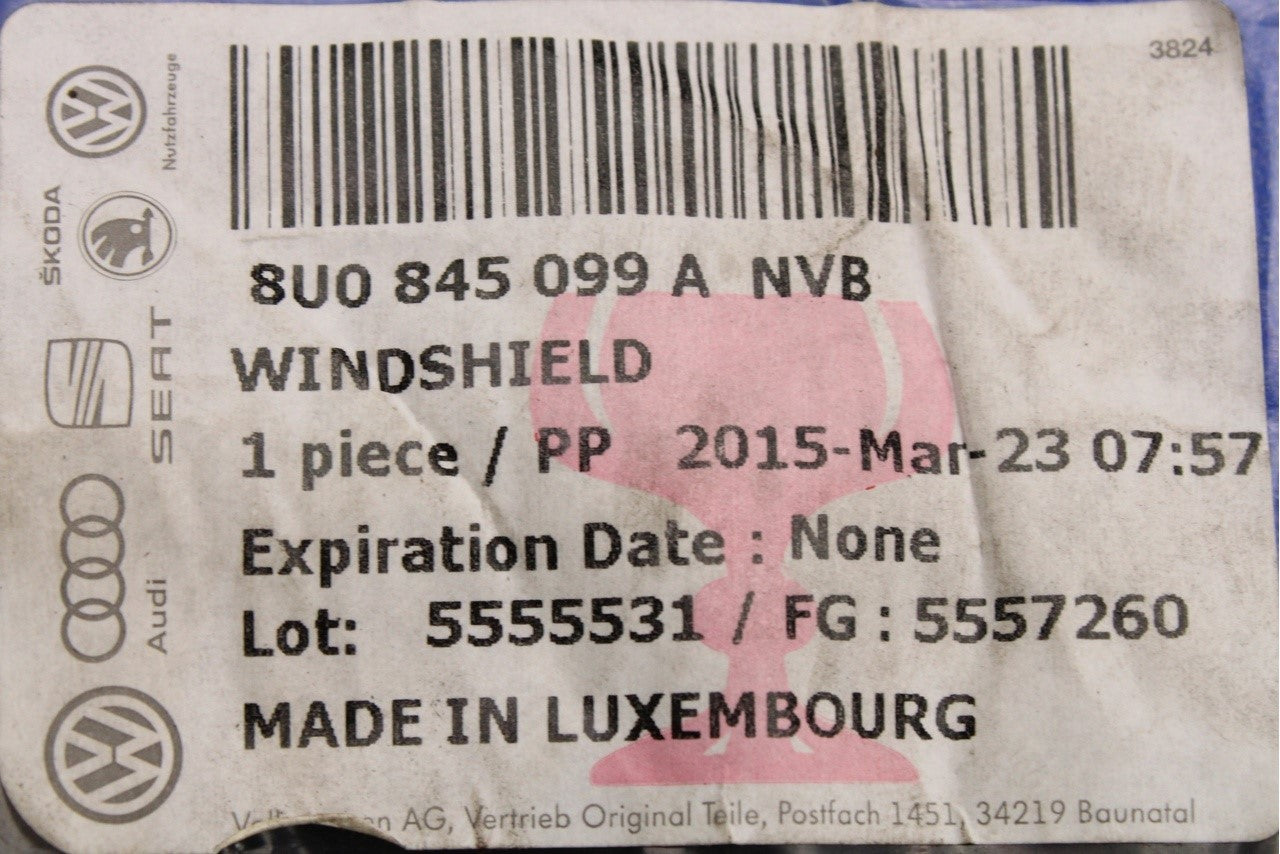 3824
Nutzfahrzeuge
ŠKODA
SEAT
Audi
8U0 845 099 A NVB
WINDSHIELD
1 piece / PP 2015-Mar-23 07:57
Expiration Date : None
Lot: 5555531 / FG : 5557260
MADE IN LUXEMBOURG
AG, Vertrieb Original Teile, Postfach 1451, 34219 Baunatal